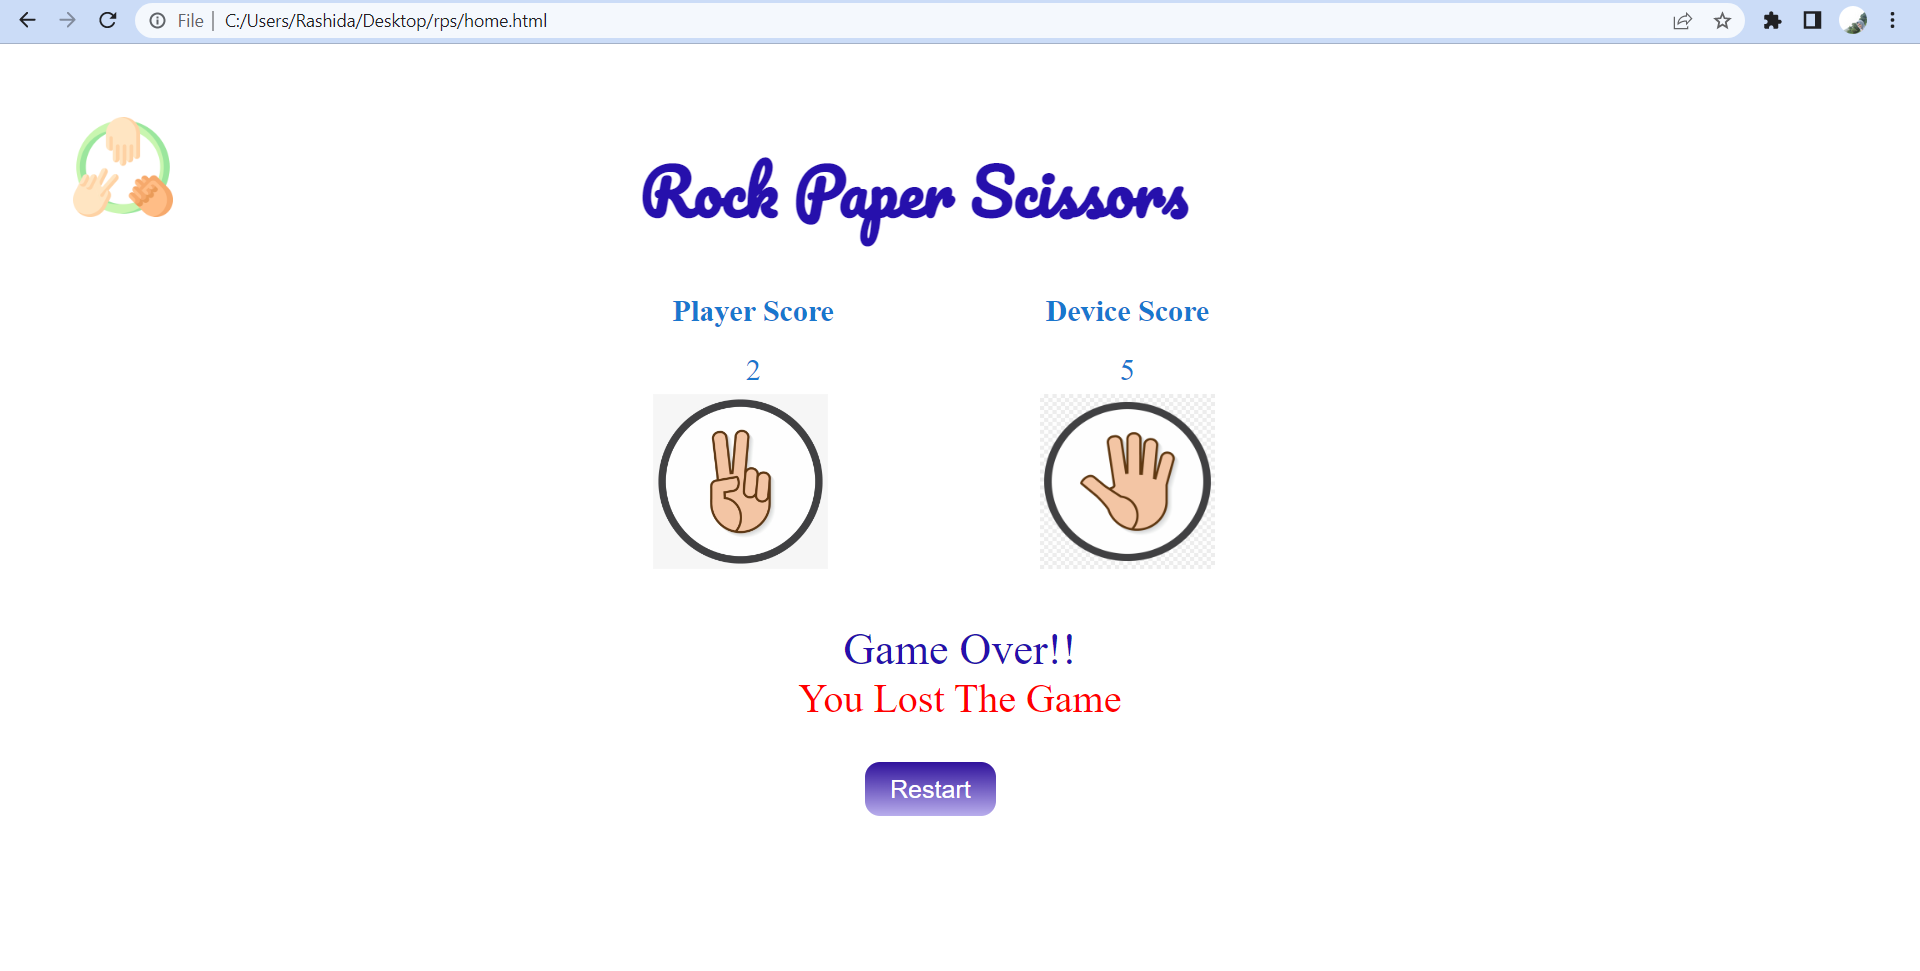 File | C:/Users/Rashida/Desktop/rps/home.html
Rock Paper Scissors
Player Score Device Score
2 5
Game Over!!
You Lost The Game
Restart